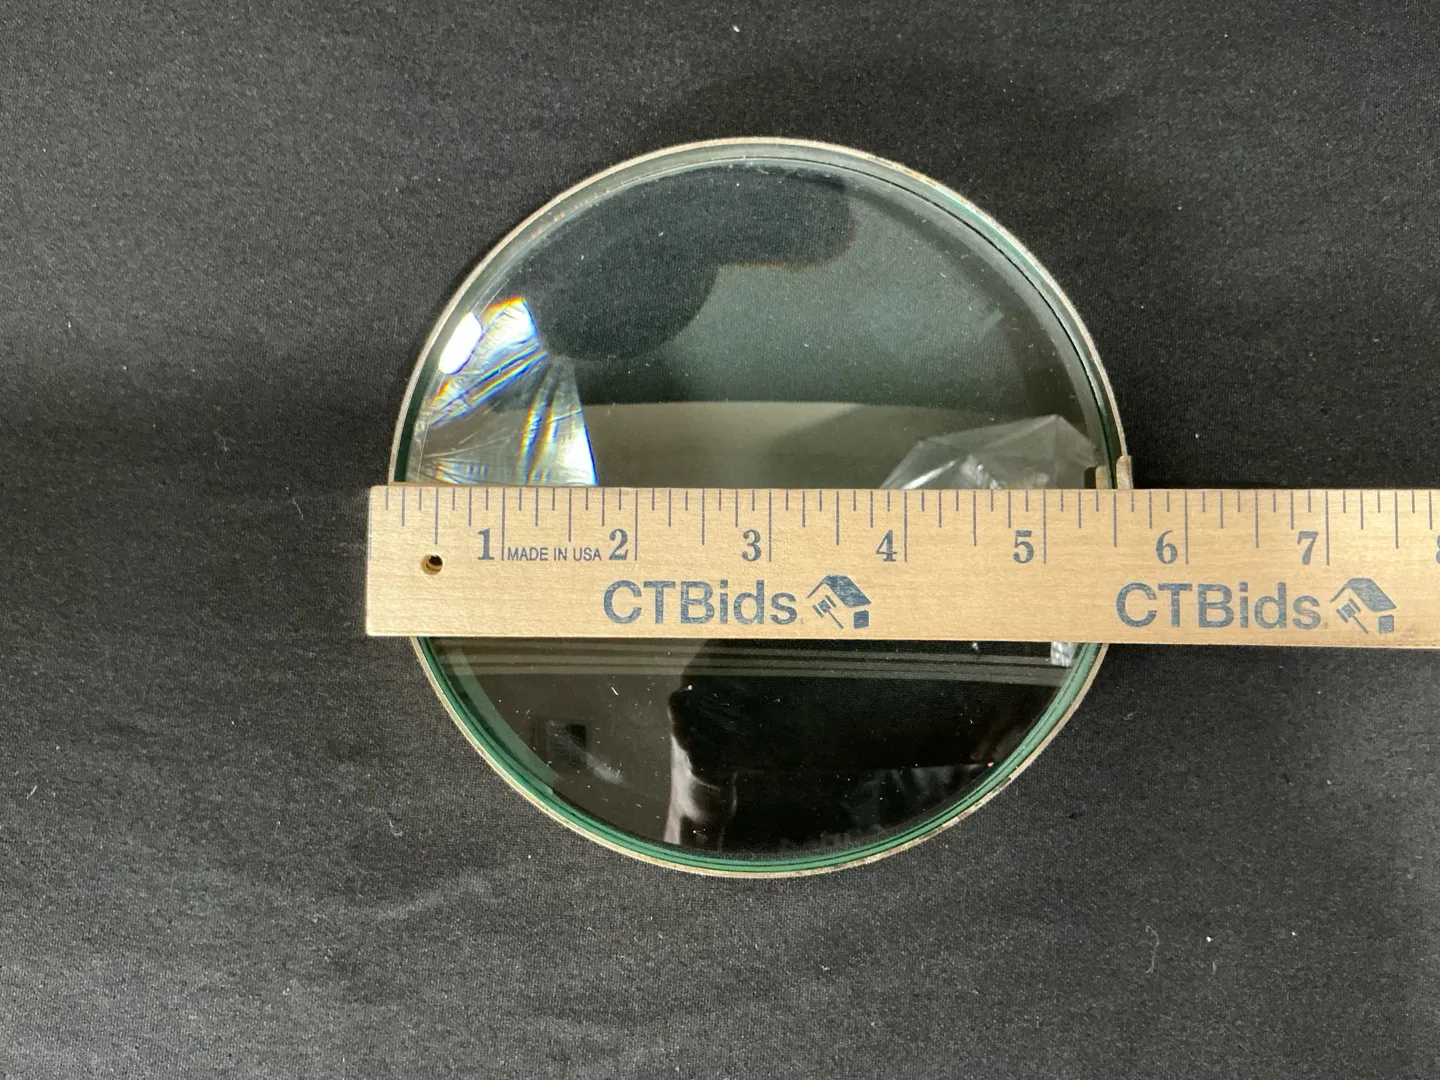 1 MADE IN USA 2 3 4 5 6 7
CTBids CTBids